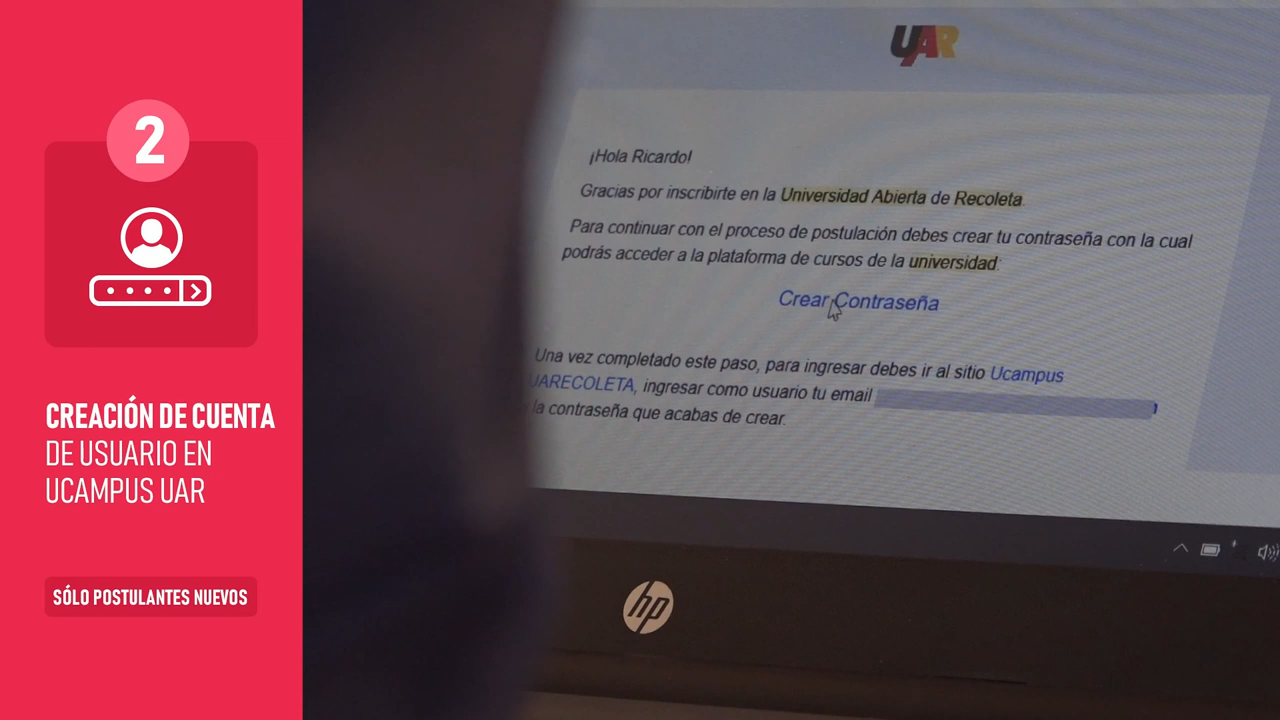 2
CREACIÓN DE CUENTA
DE USUARIO EN
UCAMPUS UAR
SÓLO POSTULANTES NUEVOS
UAR
¡Hola Ricardo!
Gracias por inscribirte en la Universidad Abierta de Recoleta.
Para continuar con el proceso de postulación debes crear tu contraseña con la cual
podrás acceder a la plataforma de cursos de la universidad:
Crear Contraseña
Una vez completado este paso, para ingresar debes ir al sitio Ucampus
UARECOLETA, ingresar como usuario tu email
la contraseña que acabas de crear.
hp